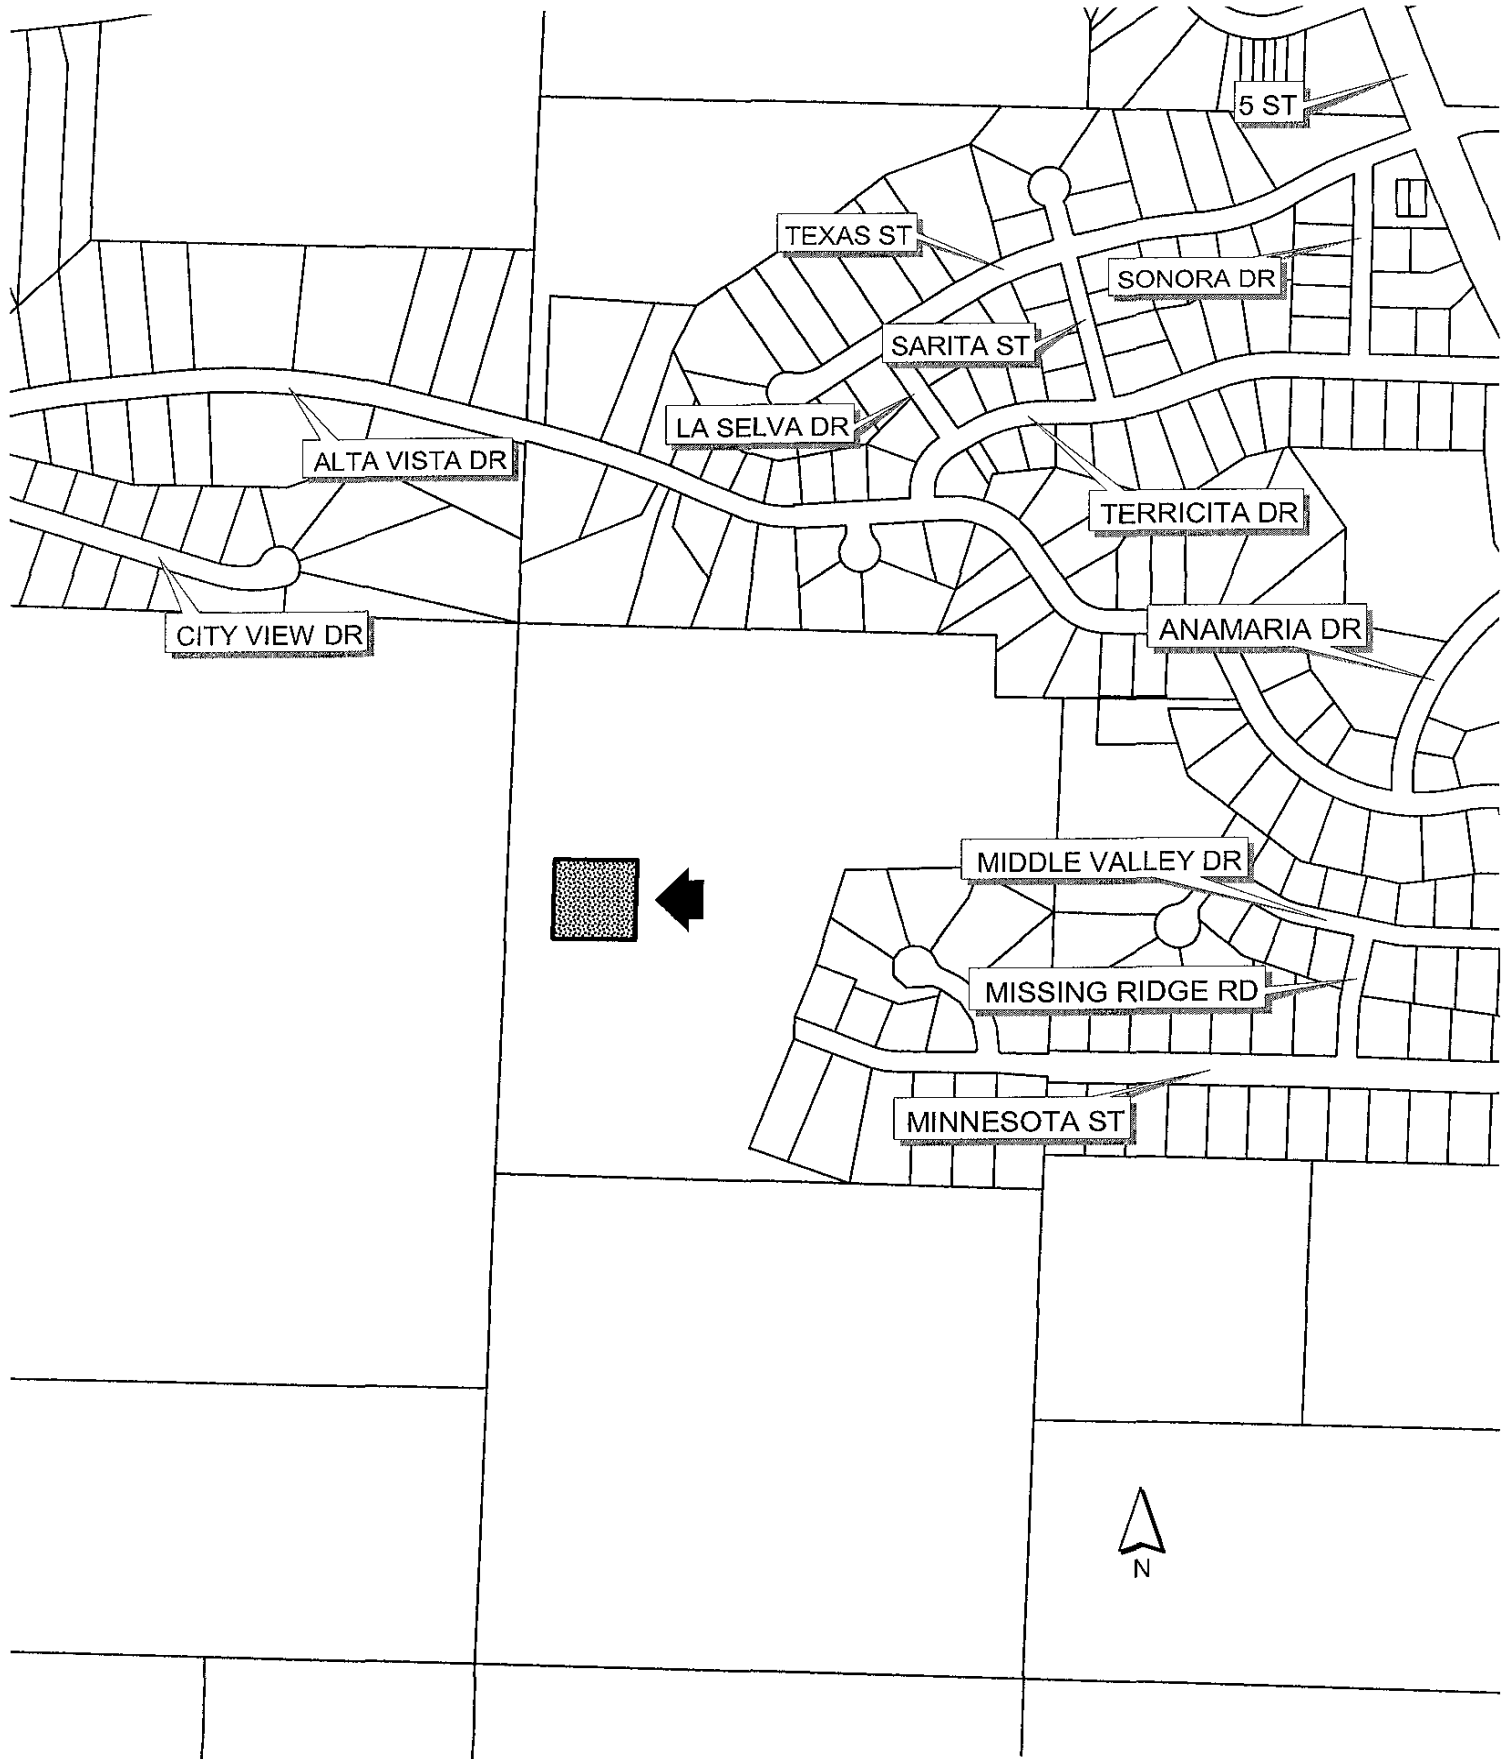 5 ST
TEXAS ST
SONORA DR
SARITA ST
LA SELVA DR
ALTA VISTA DR
TERRICITA DR
CITY VIEW DR
ANAMARIA DR
MIDDLE VALLEY DR
MISSING RIDGE RD
MINNESOTA ST
N